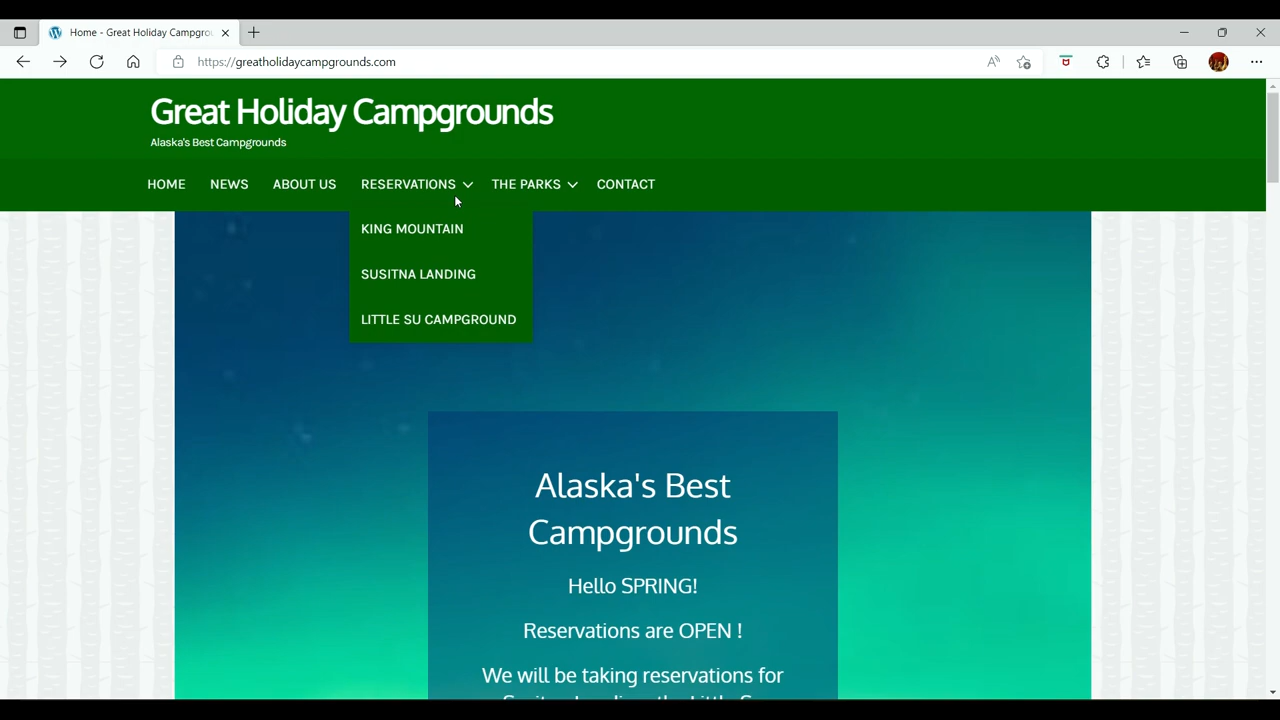 Home - Great Holiday Campgrou
https://greatholidaycampgrounds.com
Great Holiday Campgrounds
Alaska's Best Campgrounds
HOME NEWS ABOUT US RESERVATIONS THE PARKS CONTACT
KING MOUNTAIN
SUSITNA LANDING
LITTLE SU CAMPGROUND
Alaska's Best
Campgrounds
Hello SPRING!
Reservations are OPEN !
We will be taking reservations for